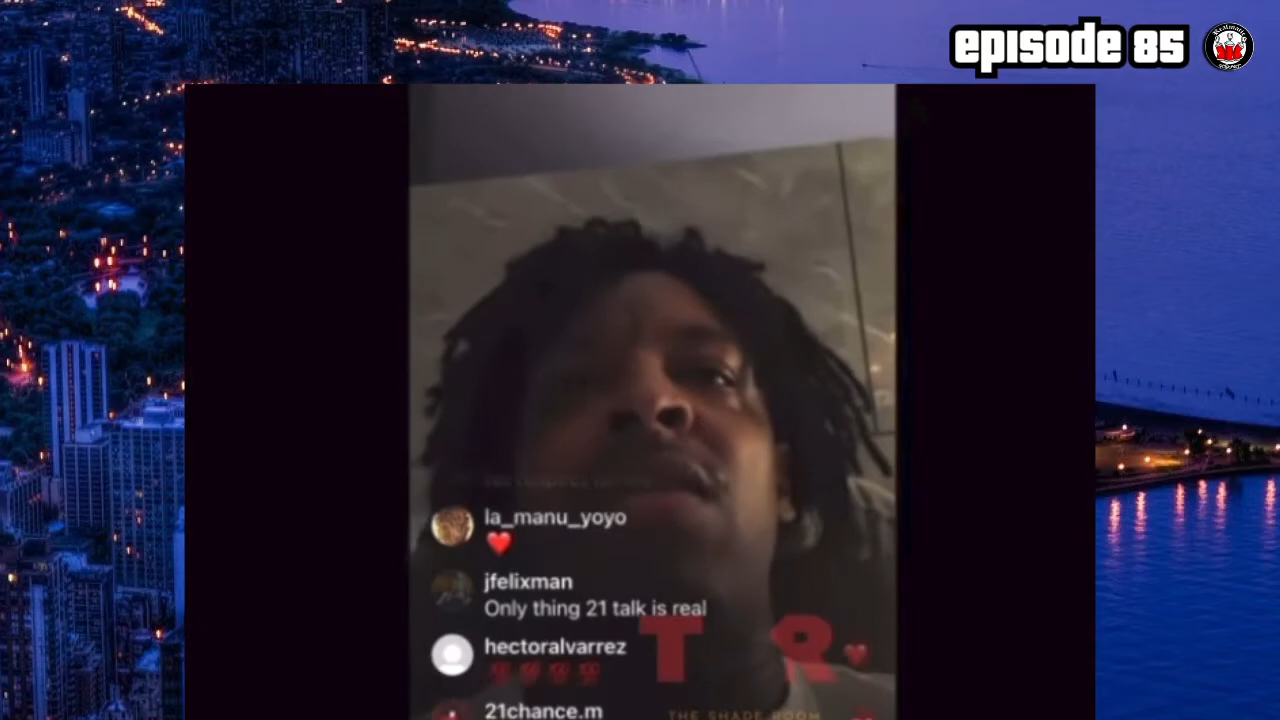 episode 85
la_manu_yoyo
❤️
jfelixman
Only thing 21 talk is real
T R
hectoralvarrez
💯💯💯💯
21chance.m
THE SHADE ROOM